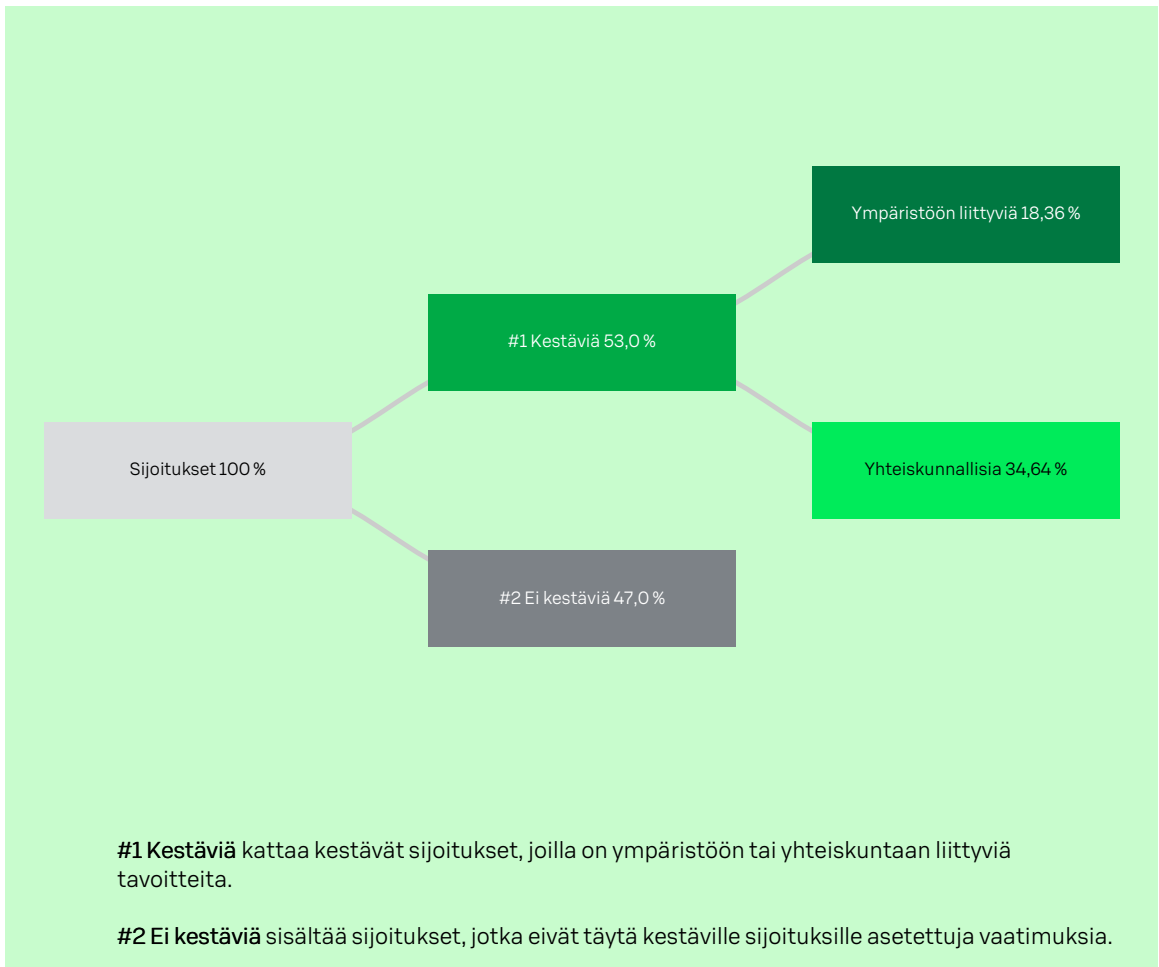 Ympäristöön liittyviä 18,36 %
#1 Kestäviä 53,0 %
Sijoitukset 100 %
Yhteiskunnallisia 34,64 %
#2 Ei kestäviä 47,0 %
#1 Kestäviä kattaa kestävät sijoitukset, joilla on ympäristöön tai yhteiskuntaan liittyviä
tavoitteita.
#2 Ei kestäviä sisältää sijoitukset, jotka eivät täytä kestäville sijoituksille asetettuja vaatimuksia.